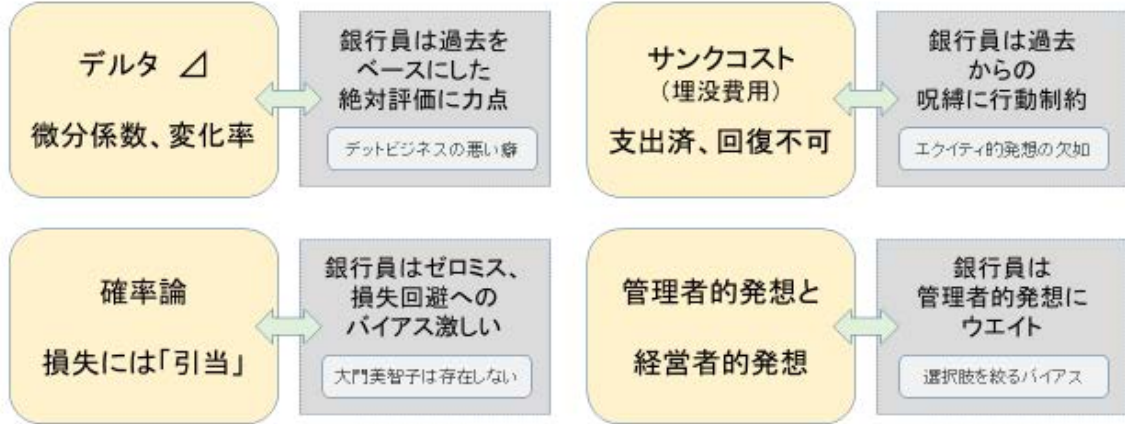 デルタ ⊿
微分係数、変化率
銀行員は過去を
ベースにした
絶対評価に力点
デットビジネスの悪い癖
サンクコスト
（埋没費用）
支出済、回復不可
銀行員は過去
からの
呪縛に行動制約
エクイティ的発想の欠如
確率論
損失には「引当」
銀行員はゼロミス、
損失回避への
バイアス激しい
大門美智子は存在しない
管理者的発想と
経営者的発想
銀行員は
管理者的発想に
ウエイト
選択肢を絞るバイアス